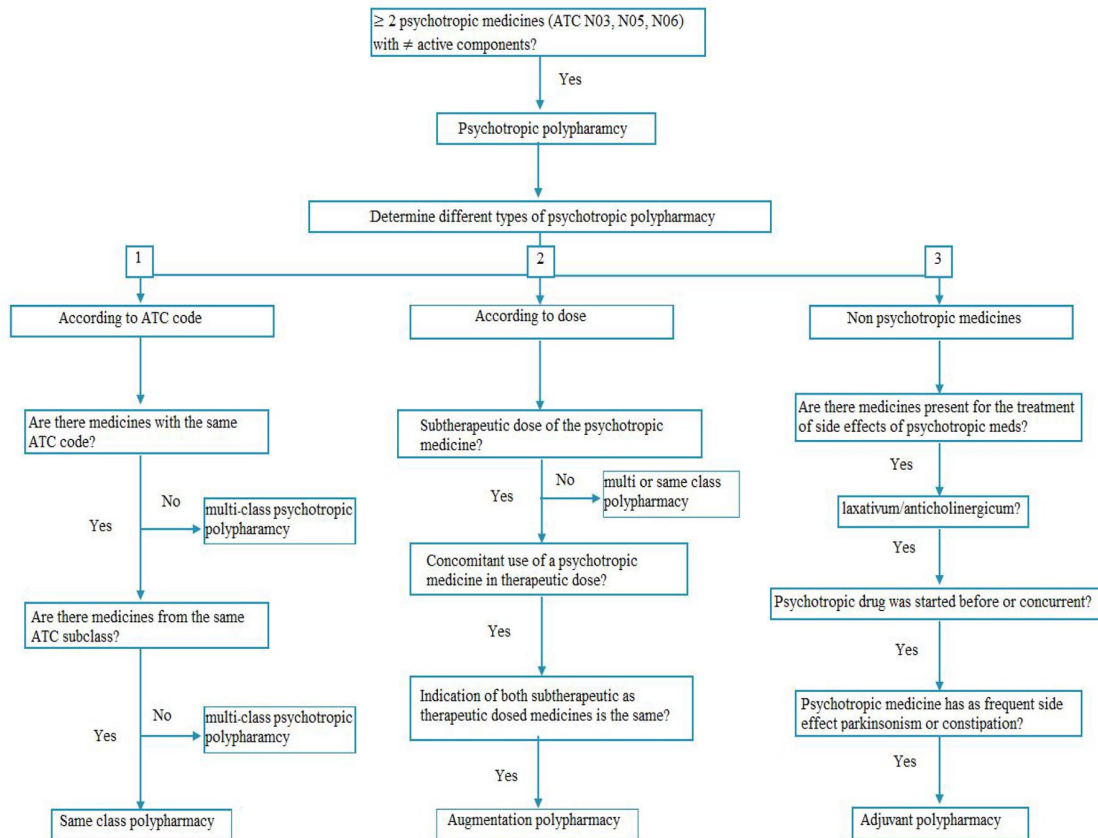 ≥ 2 psychotropic medicines (ATC N03, N05, N06)
with ≠ active components?
Yes
Psychotropic polypharamcy
Determine different types of psychotropic polypharmacy
1
2
3
According to ATC code
According to dose
Non psychotropic medicines
Are there medicines with the same
ATC code?
Subtherapeutic dose of the psychotropic
medicine?
Are there medicines present for the treatment
of side effects of psychotropic meds?
Yes
No
multi-class psychotropic
polypharamcy
Yes
No
multi or same class
polypharmacy
Yes
laxativum/anticholinergicum?
Concomitant use of a psychotropic
medicine in therapeutic dose?
Yes
Are there medicines from the same
ATC subclass?
Yes
Psychotropic drug was started before or concurrent?
Yes
Indication of both subtherapeutic as
therapeutic dosed medicines is the same?
Psychotropic medicine has as frequent side
effect parkinsonism or constipation?
Yes
No
multi-class psychotropic
polypharamcy
Yes
Yes
Same class polypharmacy
Augmentation polypharmacy
Adjuvant polypharmacy